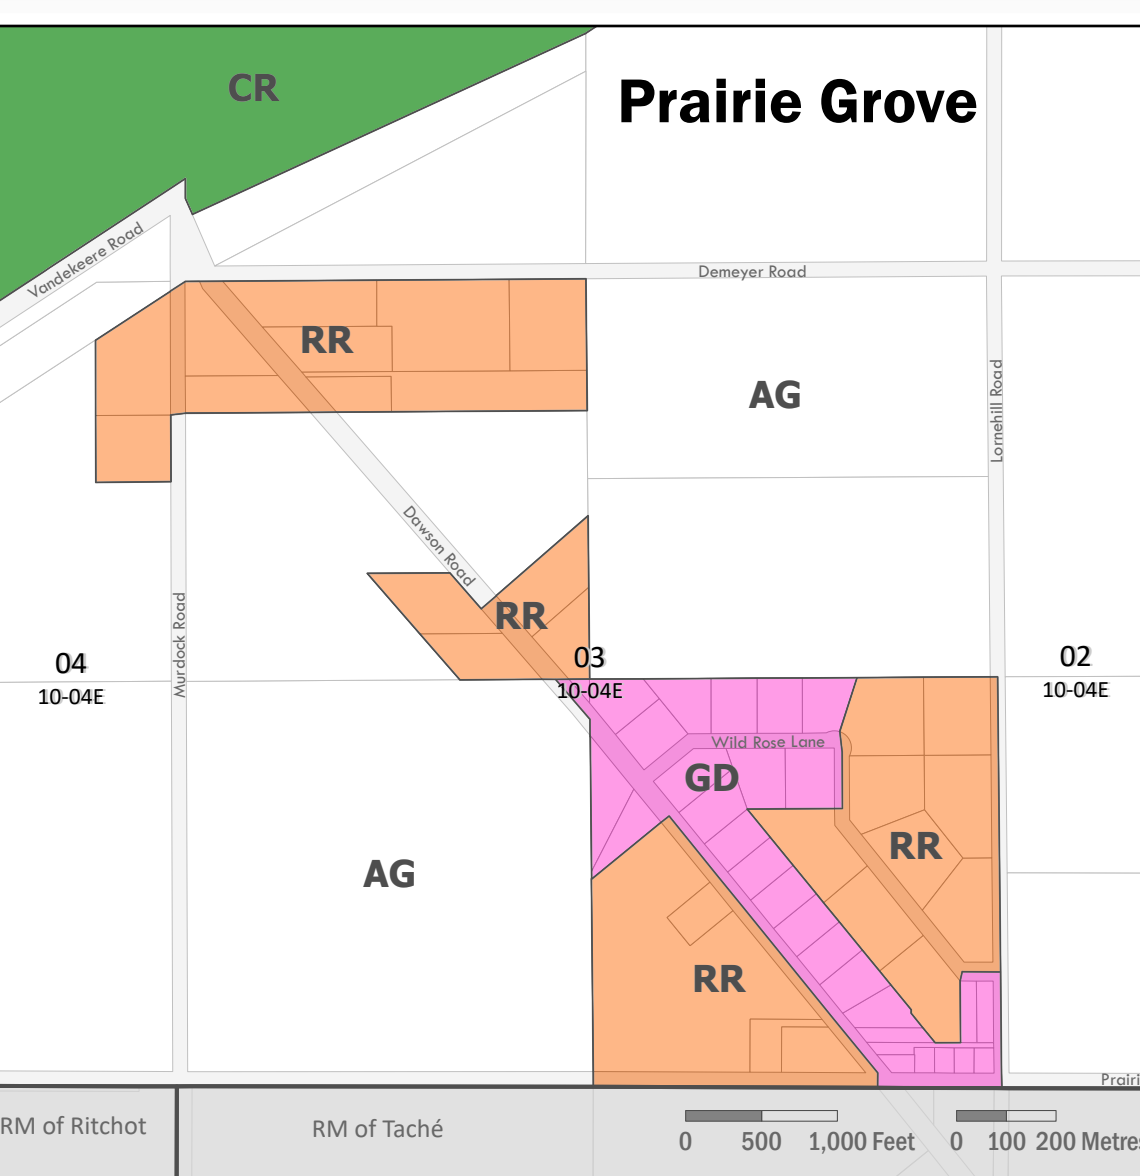 CR
Prairie Grove
Vandekeere Road
Demeyer Road
RR
AG
Lornehill Road
Dawson Road
Murdock Road
RR
04
10-04E
03
10-04E
02
10-04E
Wild Rose Lane
GD
RR
AG
RR
Prairi
RM of Ritchot
RM of Taché
0 500 1,000 Feet
0 100 200 Metres